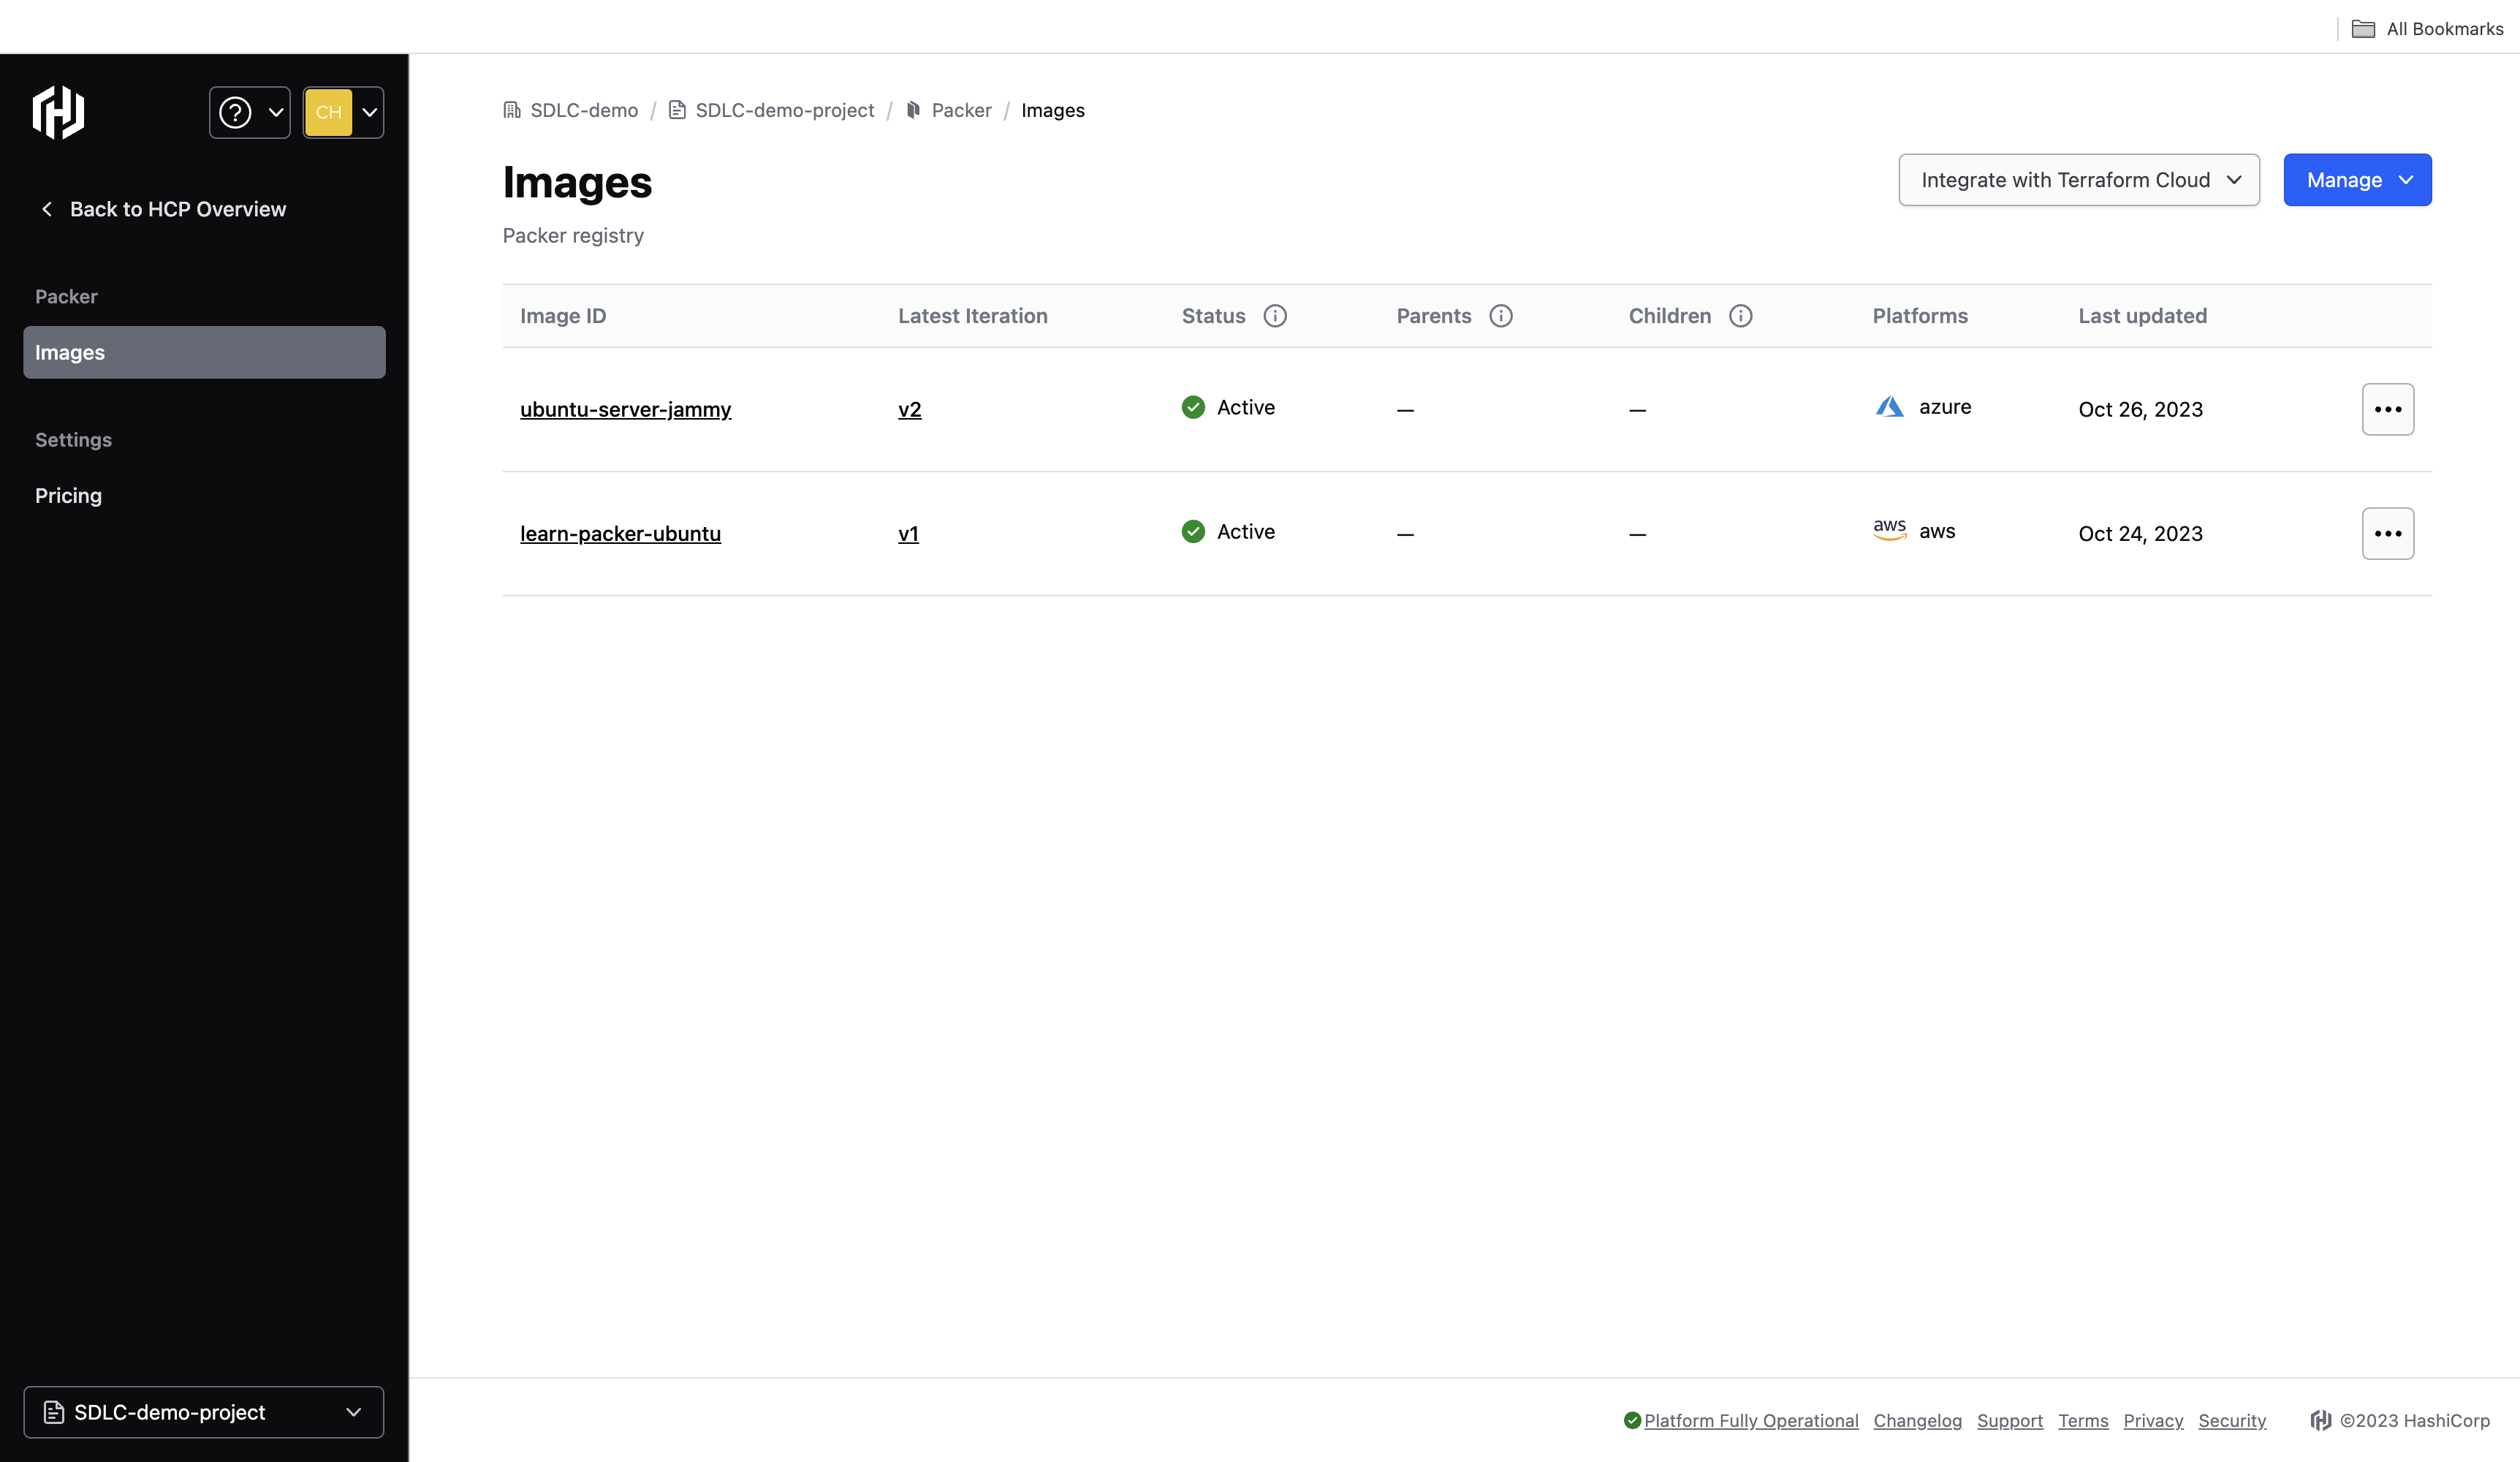 All Bookmarks
CH
Back to HCP Overview
Packer
Images
Settings
Pricing
SDLC-demo-project
SDLC-demo / SDLC-demo-project / Packer / Images
Images
Integrate with Terraform Cloud
Manage
Packer registry
Image ID Latest Iteration Status Parents Children Platforms Last updated
ubuntu-server-jammy v2 Active — — azure Oct 26, 2023
learn-packer-ubuntu v1 Active — — aws aws Oct 24, 2023
Platform Fully Operational Changelog Support Terms Privacy Security ©2023 HashiCorp